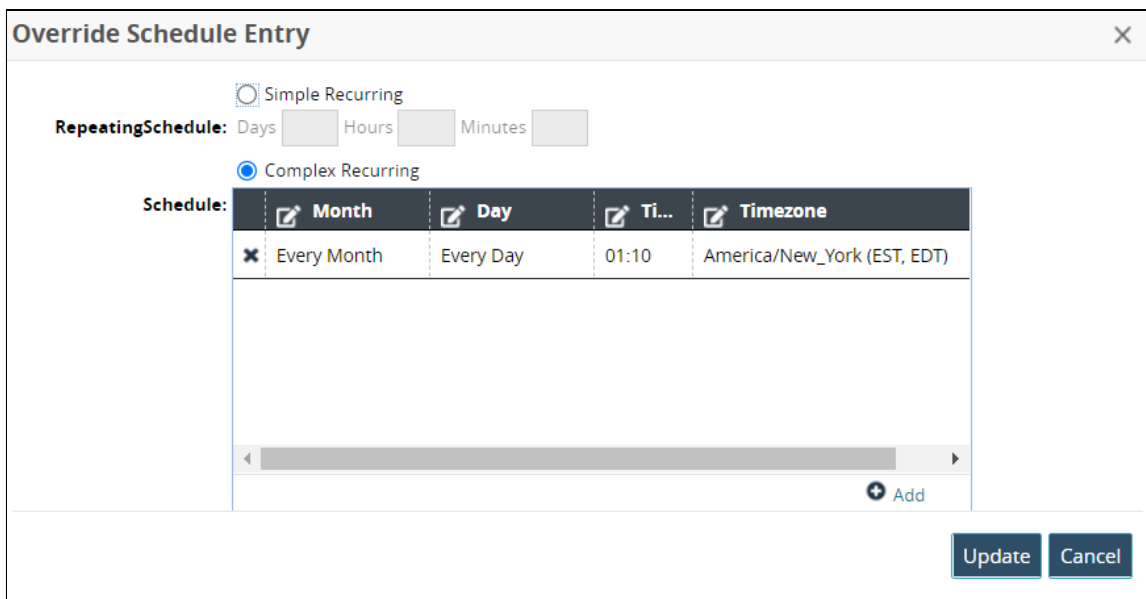 Override Schedule Entry
Simple Recurring
RepeatingSchedule: Days Hours Minutes
Complex Recurring
Schedule:
Month Day Ti... Timezone
Every Month Every Day 01:10 America/New_York (EST, EDT)
Add
Update Cancel